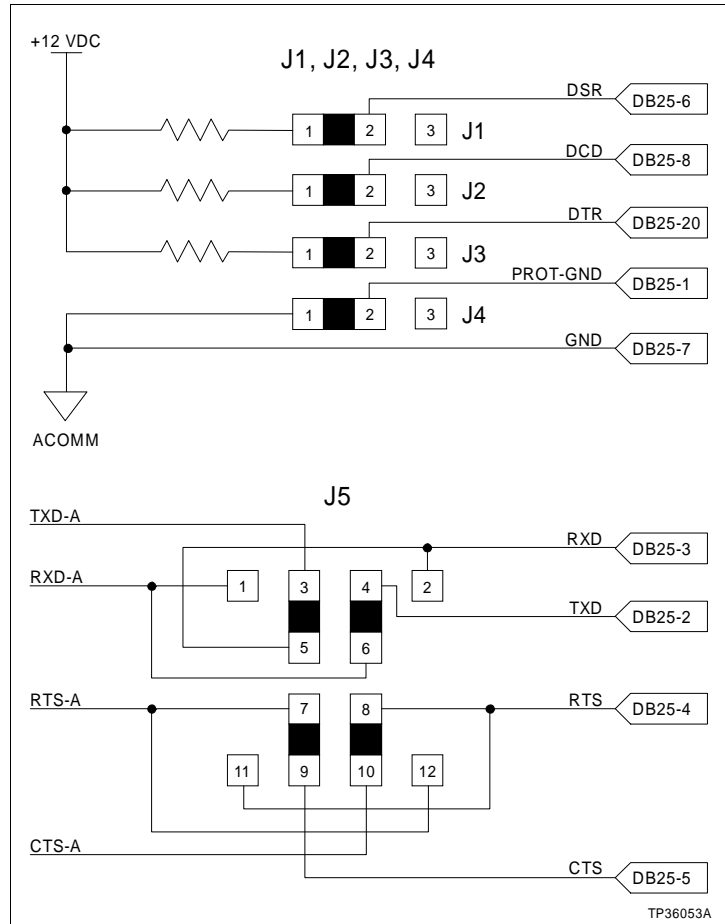 +12 VDC
J1, J2, J3, J4
DSR DB25-6
1 2 3 J1
DCD DB25-8
1 2 3 J2
DTR DB25-20
1 2 3 J3
PROT-GND DB25-1
1 2 3 J4
GND DB25-7
ACOMM
J5
TXD-A
RXD DB25-3
RXD-A
1 3 4 2
TXD DB25-2
5 6
RTS-A 7 8 RTS DB25-4
11 9 10 12
CTS-A
CTS DB25-5
TP36053A